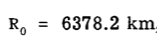 R₀ = 6378.2 km,